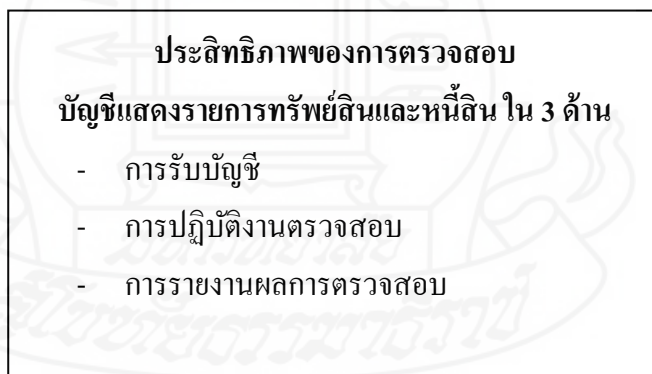 ประสิทธิภาพของการตรวจสอบ
บัญชีแสดงรายการทรัพย์สินและหนี้สิน ใน 3 ด้าน
- การรับบัญชี
- การปฏิบัติงานตรวจสอบ
- การรายงานผลการตรวจสอบ